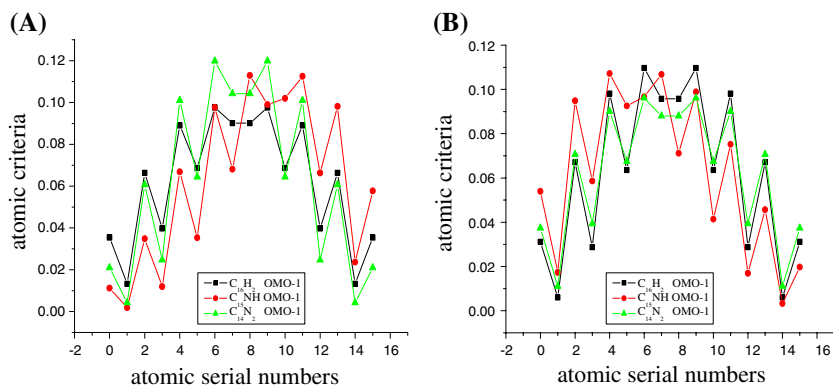 (A)
0.12
0.10
0.08
0.06
0.04
0.02
0.00
atomic criteria
C₁₆H₂ OMO-1
C₁₅NH OMO-1
C₁₄N₂ OMO-1
-2 0 2 4 6 8 10 12 14 16
atomic serial numbers
(B)
0.12
0.10
0.08
0.06
0.04
0.02
0.00
atomic criteria
C₁₆H₂ OMO-1
C₁₅NH OMO-1
C₁₄N₂ OMO-1
-2 0 2 4 6 8 10 12 14 16
atomic serial numbers